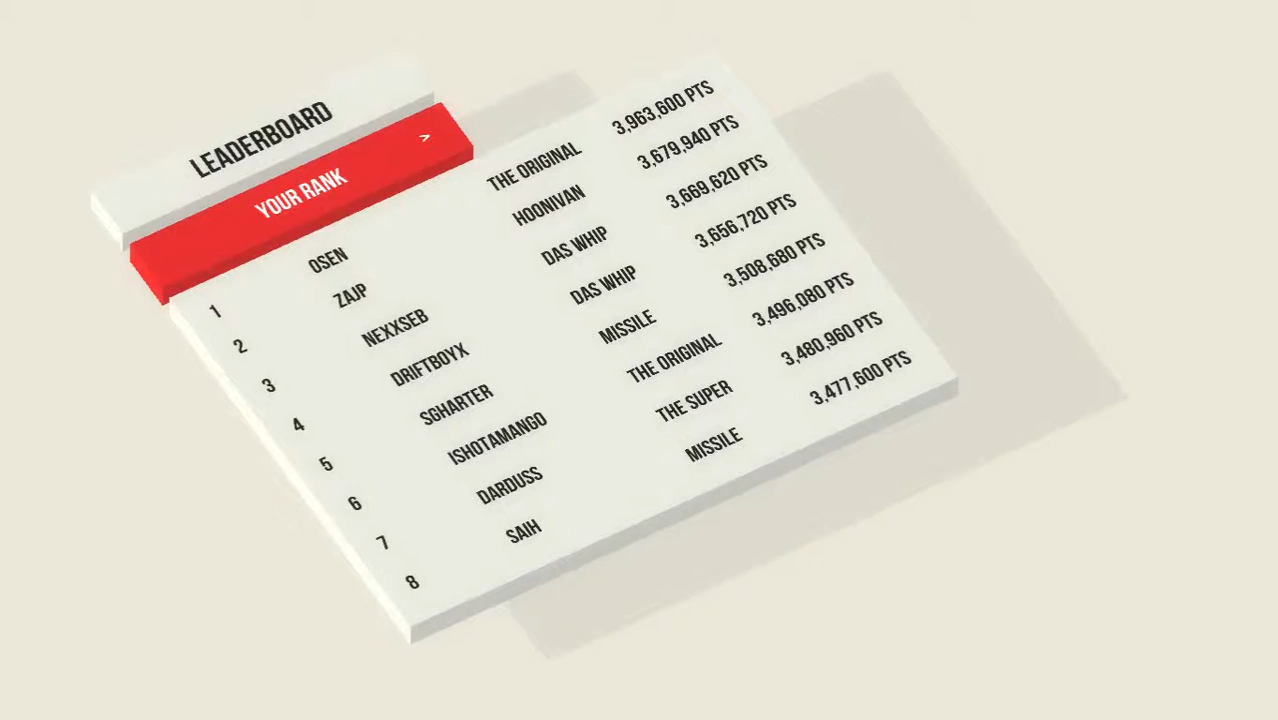 LEADERBOARD
YOUR RANK >
1 OSEN THE ORIGINAL 3,963,600 PTS
2 ZAJP HOONIVAN 3,679,940 PTS
3 NEXXSEB DAS WHIP 3,669,620 PTS
4 DRIFTBOYX DAS WHIP 3,656,720 PTS
5 SGHARTER MISSILE 3,508,680 PTS
6 ISHOTAMANGO THE ORIGINAL 3,496,080 PTS
7 DARDUSS THE SUPER 3,480,960 PTS
8 SAIH MISSILE 3,477,600 PTS